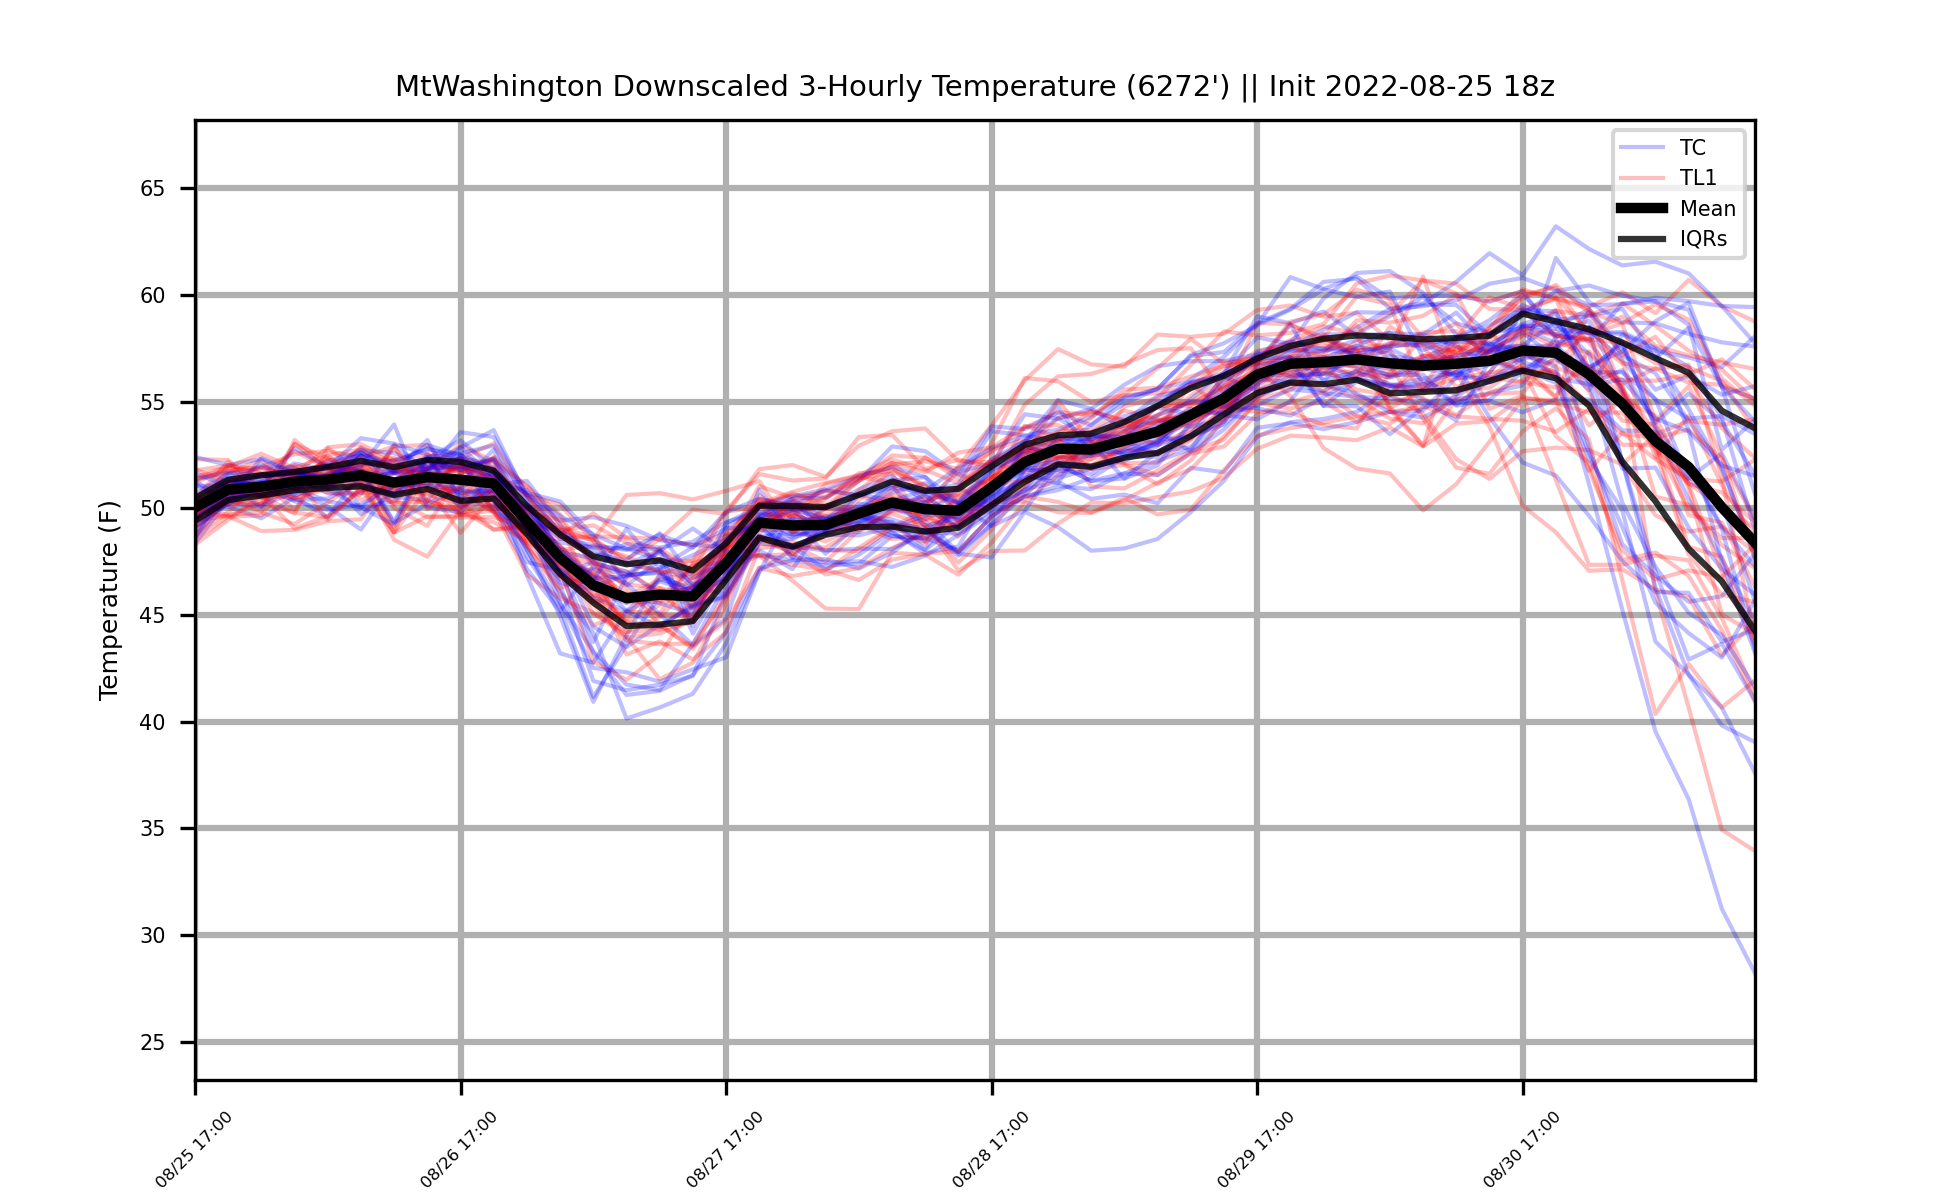 MtWashington Downscaled 3-Hourly Temperature (6272') || Init 2022-08-25 18z
TC
TL1
Mean
IQRs
Temperature (F)
65
60
55
50
45
40
35
30
25
08/25 17:00
08/26 17:00
08/27 17:00
08/28 17:00
08/29 17:00
08/30 17:00